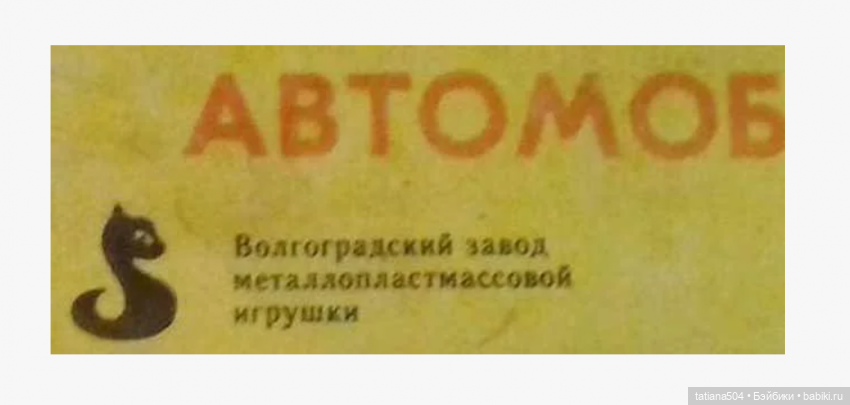 АВТОМОБ
Волгоградский завод
металлопластмассовой
игрушки
tatiana504 • Бэйбики • babiki.ru